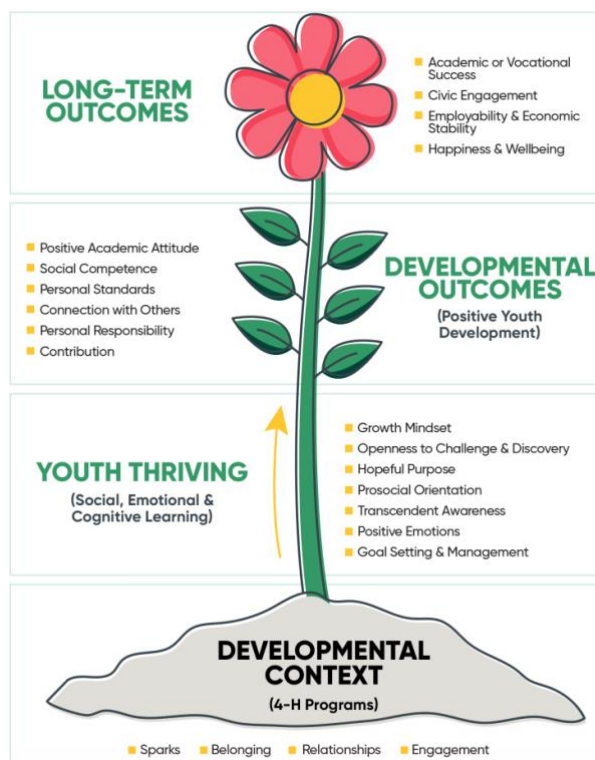 LONG-TERM
OUTCOMES
Academic or Vocational
Success
Civic Engagement
Employability & Economic
Stability
Happiness & Wellbeing
Positive Academic Attitude
Social Competence
Personal Standards
Connection with Others
Personal Responsibility
Contribution
DEVELOPMENTAL
OUTCOMES
(Positive Youth
Development)
YOUTH THRIVING
(Social, Emotional &
Cognitive Learning)
Growth Mindset
Openness to Challenge & Discovery
Hopeful Purpose
Prosocial Orientation
Transcendent Awareness
Positive Emotions
Goal Setting & Management
DEVELOPMENTAL
CONTEXT
(4-H Programs)
Sparks Belonging Relationships Engagement